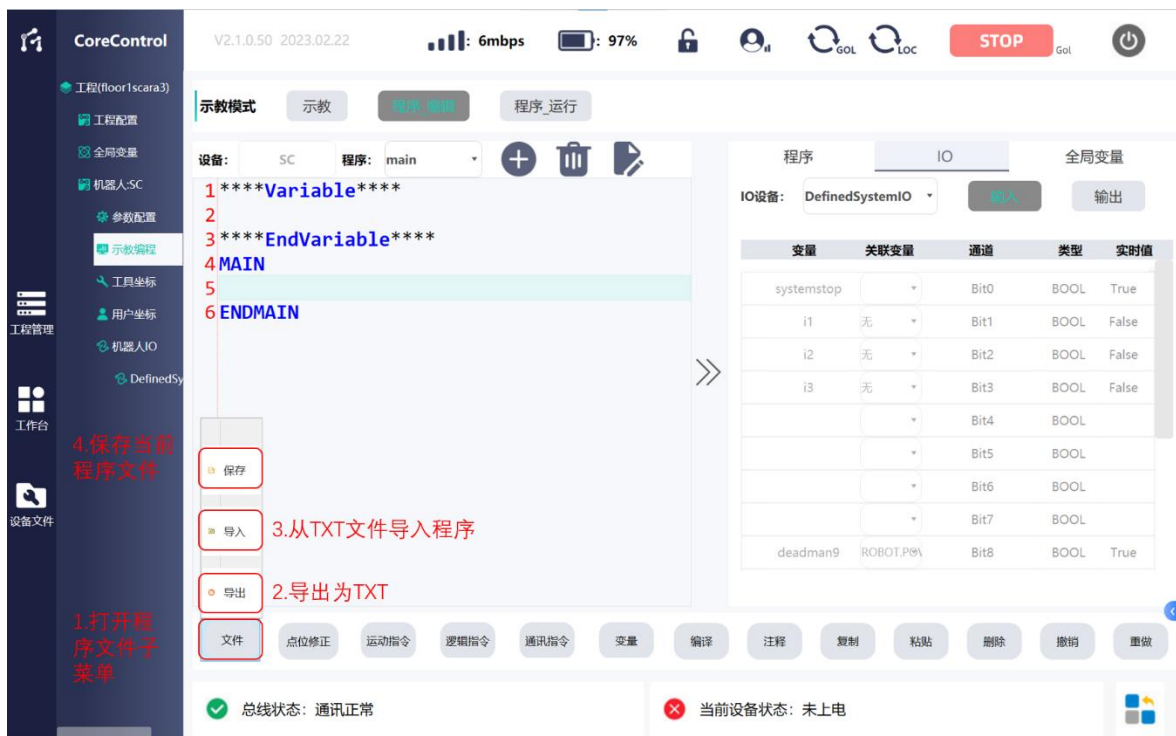 CoreControl
V2.1.0.50 2023.02.22
: 6mbps
: 97%
GOL
LOC
STOP
Gol
工程(floor1scara3)
工程配置
全局变量
机器人:SC
参数配置
示教编程
工具坐标
用户坐标
机器人IO
DefinedSy
工程管理
工作台
设备文件
示教模式
示教
程序_编辑
程序_运行
设备:
SC
程序:
main
1 ****Variable****
2
3 ****EndVariable****
4 MAIN
5
6 ENDMAIN
程序
IO
全局变量
IO设备:
DefinedSystemIO
输入
输出
变量 关联变量 通道 类型 实时值
systemstop Bit0 BOOL True
i1 无 Bit1 BOOL False
i2 无 Bit2 BOOL False
i3 无 Bit3 BOOL False
Bit4 BOOL
Bit5 BOOL
Bit6 BOOL
Bit7 BOOL
deadman9 Bit8 BOOL True
4.保存当前
程序文件
保存
导入
3.从TXT文件导入程序
导出
2.导出为TXT
1.打开程
序文件子
菜单
文件
点位修正
运动指令
逻辑指令
通讯指令
变量
编译
注释
复制
粘贴
删除
撤销
重做
总线状态: 通讯正常
当前设备状态: 未上电